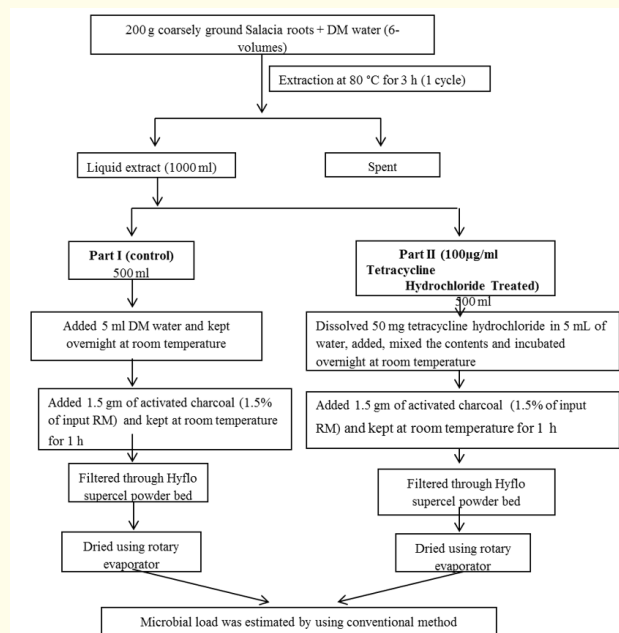 200 g coarsely ground Salacia roots + DM water (6-
volumes)
Extraction at 80 °C for 3 h (1 cycle)
Liquid extract (1000 ml)
Spent
Part I (control)
500 ml
Part II (100µg/ml
Tetracycline
Hydrochloride Treated)
500 ml
Added 5 ml DM water and kept
overnight at room temperature
Dissolved 50 mg tetracycline hydrochloride in 5 mL of
water, added, mixed the contents and incubated
overnight at room temperature
Added 1.5 gm of activated charcoal (1.5%
of input RM) and kept at room temperature
for 1 h
Added 1.5 gm of activated charcoal (1.5% of input
RM) and kept at room temperature for 1 h
Filtered through Hyflo
supercel powder bed
Filtered through Hyflo
supercel powder bed
Dried using rotary
evaporator
Dried using rotary
evaporator
Microbial load was estimated by using conventional method